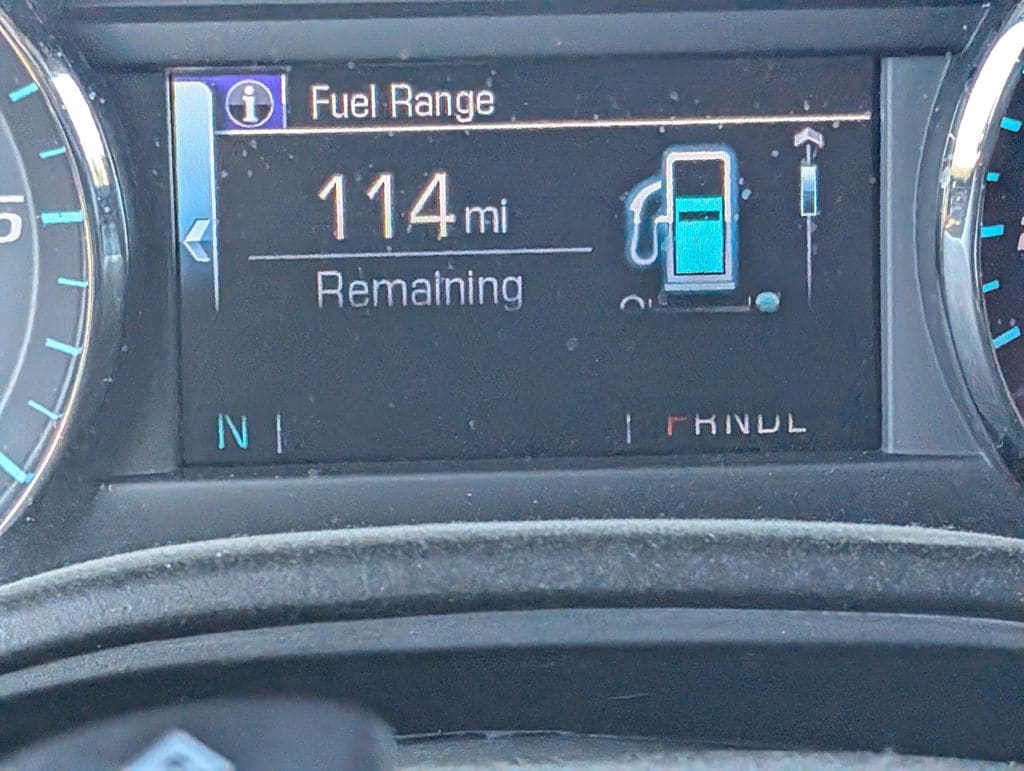 Fuel Range
114 mi
Remaining
N PRNDL